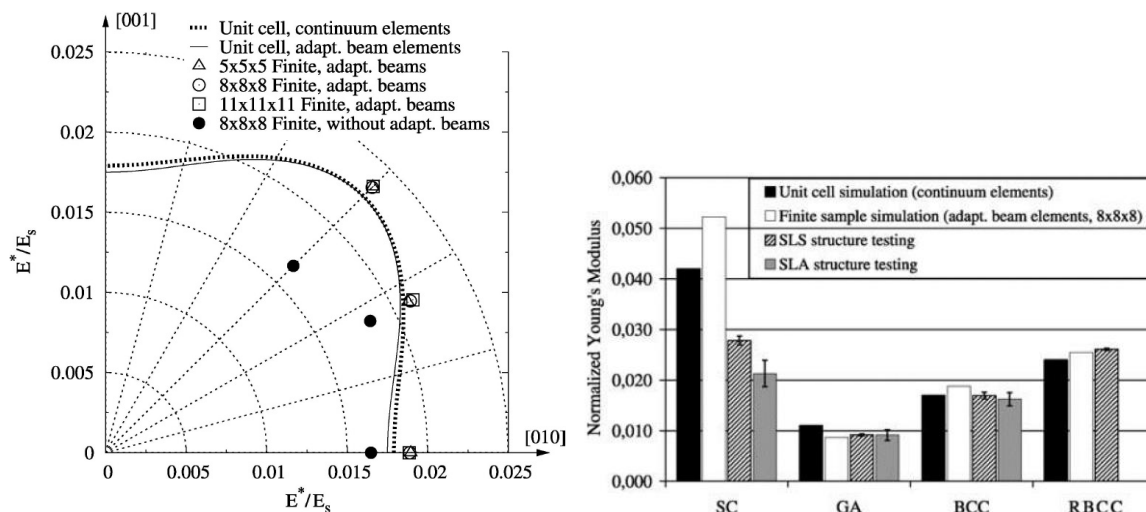 [001]
0.025
Unit cell, continuum elements
Unit cell, adapt. beam elements
5x5x5 Finite, adapt. beams
8x8x8 Finite, adapt. beams
11x11x11 Finite, adapt. beams
8x8x8 Finite, without adapt. beams
0.02
0.015
E*/Es
0.01
0.005
0
[010]
0
0.005
0.01
0.015
0.02
0.025
E*/Es
Normalized Young's Modulus
0,060
0,050
0,040
0,030
0,020
0,010
0,000
Unit cell simulation (continuum elements)
Finite sample simulation (adapt. beam elements, 8x8x8)
SLS structure testing
SLA structure testing
SC
GA
BCC
RBCC